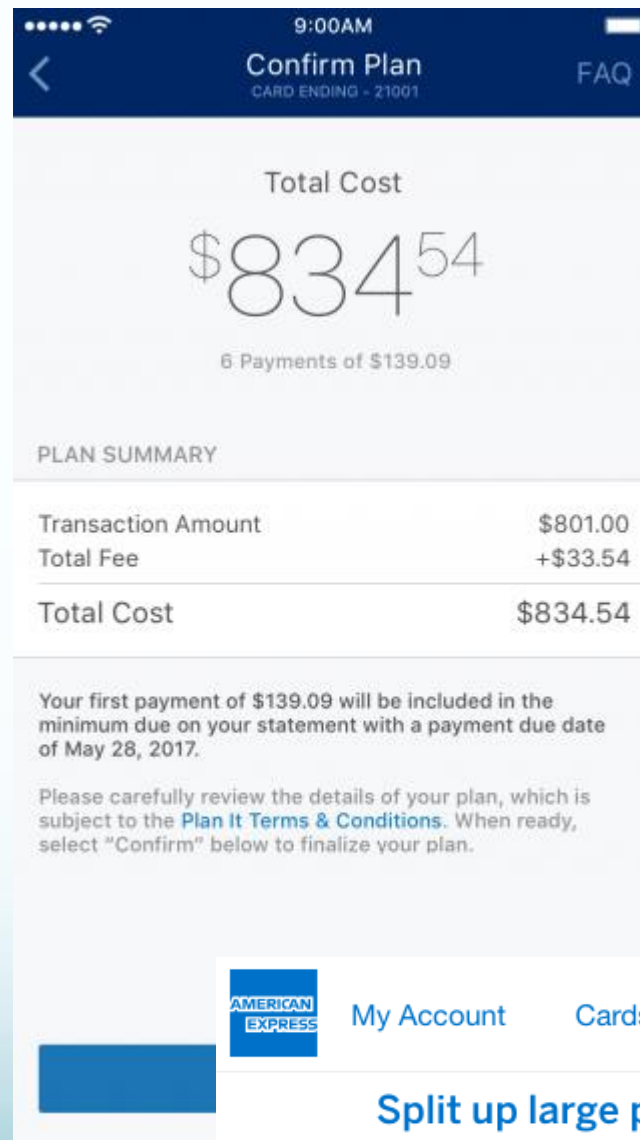 9:00AM
Confirm Plan
FAQ
CARD ENDING - 21001
Total Cost
$834 54
6 Payments of $139.09
PLAN SUMMARY
Transaction Amount $801.00
Total Fee +$33.54
Total Cost $834.54
Your first payment of $139.09 will be included in the
minimum due on your statement with a payment due date
of May 28, 2017.
Please carefully review the details of your plan, which is
subject to the Plan It Terms & Conditions. When ready,
select "Confirm" below to finalize your plan.
AMERICAN
EXPRESS
My Account Cards
Split up large p